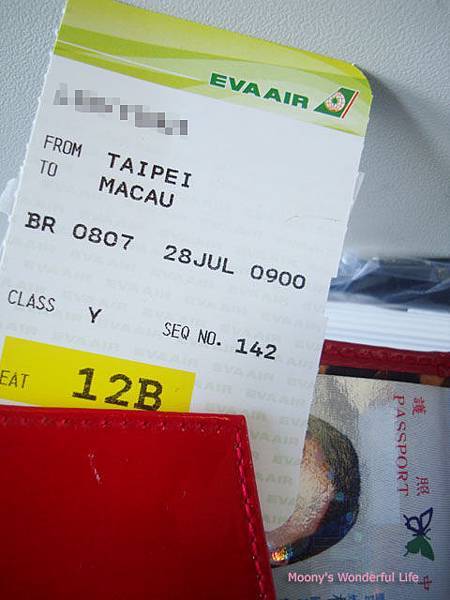 EVA AIR
FROM TAIPEI
TO MACAU
BR 0807 28JUL 0900
CLASS Y SEQ NO. 142
EAT 12B
護照
PASSPORT
中
Moony's Wonderful Life